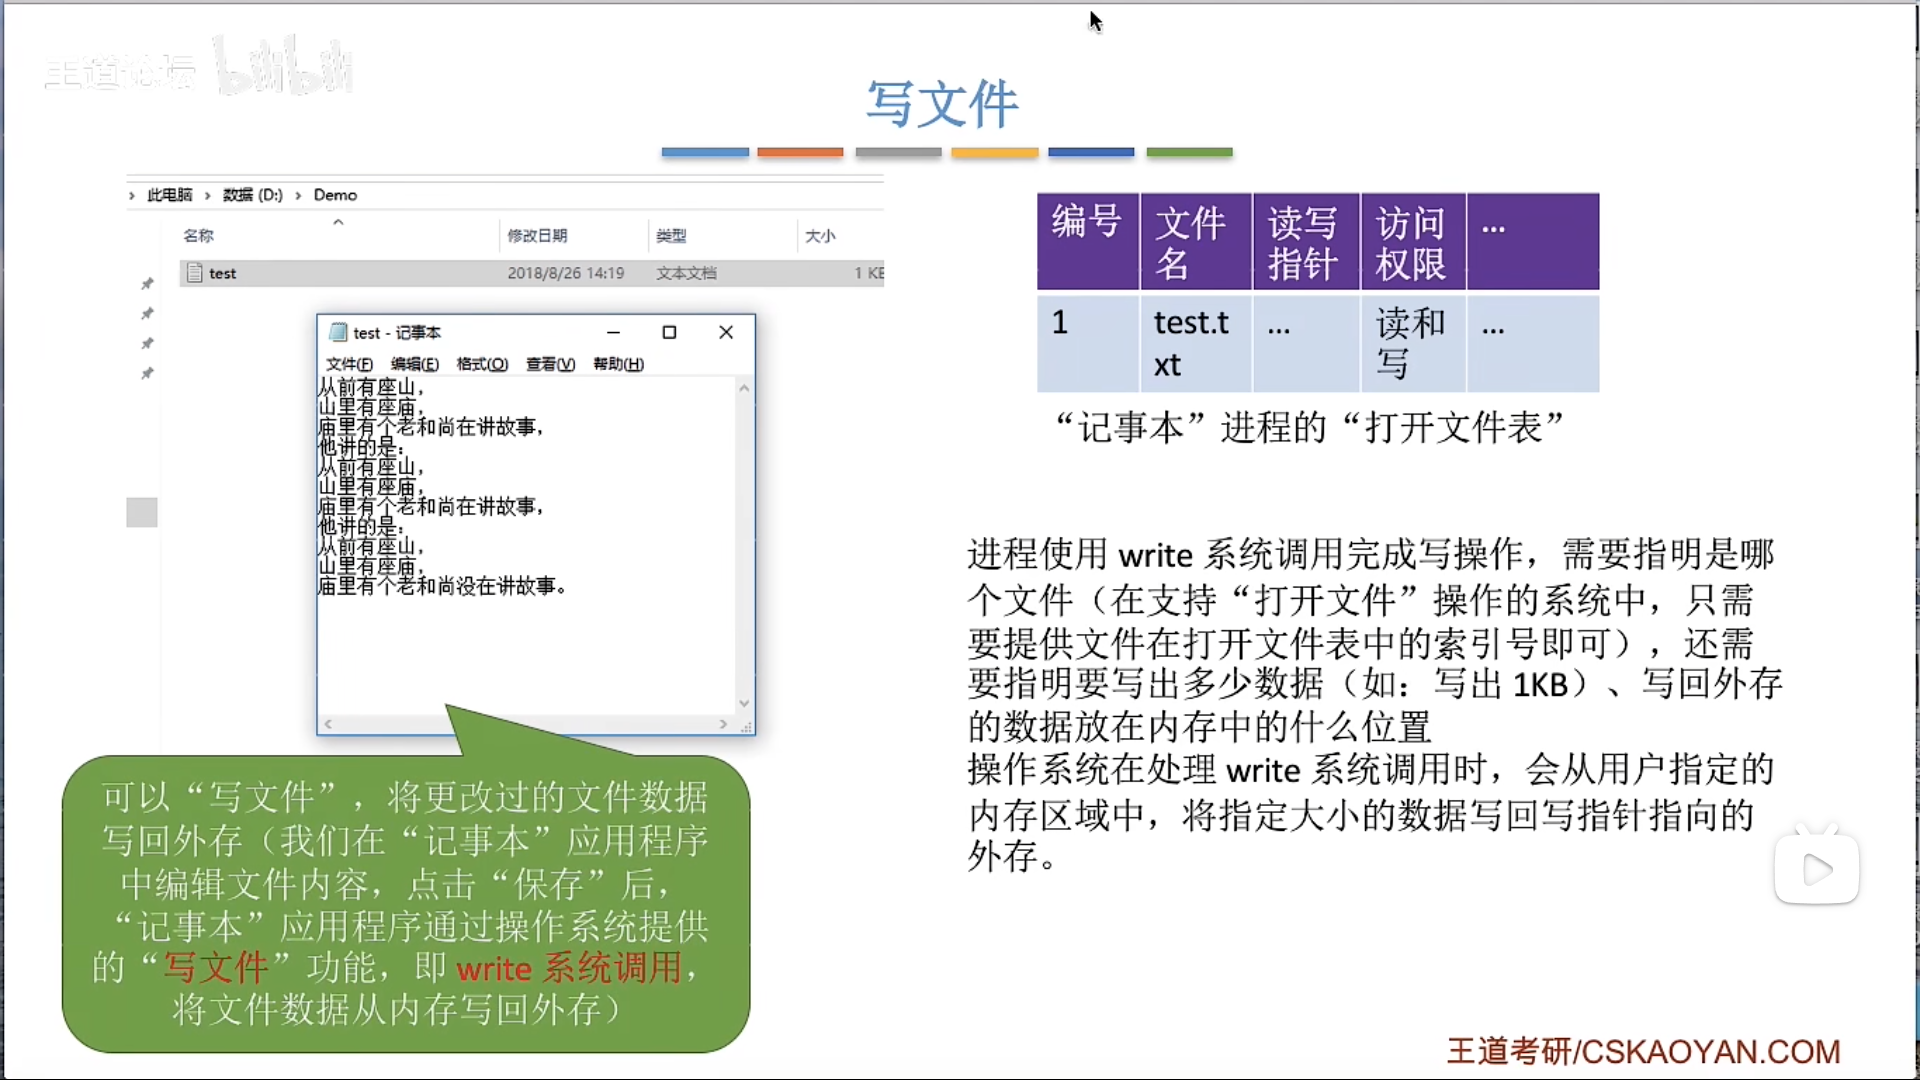 王道论坛 bilibili
写文件
此电脑 › 数据 (D:) › Demo
名称 修改日期 类型 大小
test 2018/8/26 14:19 文本文档 1 KB
test - 记事本
文件(F) 编辑(E) 格式(O) 查看(V) 帮助(H)
从前有座山，
山里有座庙，
庙里有个老和尚在讲故事，
他讲的是：
从前有座山，
山里有座庙，
庙里有个老和尚在讲故事，
他讲的是：
从前有座山，
山里有座庙，
庙里有个老和尚没在讲故事。
可以“写文件”，将更改过的文件数据
写回外存（我们在“记事本”应用程序
中编辑文件内容，点击“保存”后，
“记事本”应用程序通过操作系统提供
的“写文件”功能，即 write 系统调用，
将文件数据从内存写回外存）
编号 文件名 读写指针 访问权限 ...
1 test.txt ... 读和写 ...
“记事本”进程的“打开文件表”
进程使用 write 系统调用完成写操作，需要指明是哪
个文件（在支持“打开文件”操作的系统中，只需
要提供文件在打开文件表中的索引号即可），还需
要指明要写出多少数据（如：写出 1KB）、写回外存
的数据放在内存中的什么位置
操作系统在处理 write 系统调用时，会从用户指定的
内存区域中，将指定大小的数据写回写指针指向的
外存。
王道考研/CSKAOYAN.COM